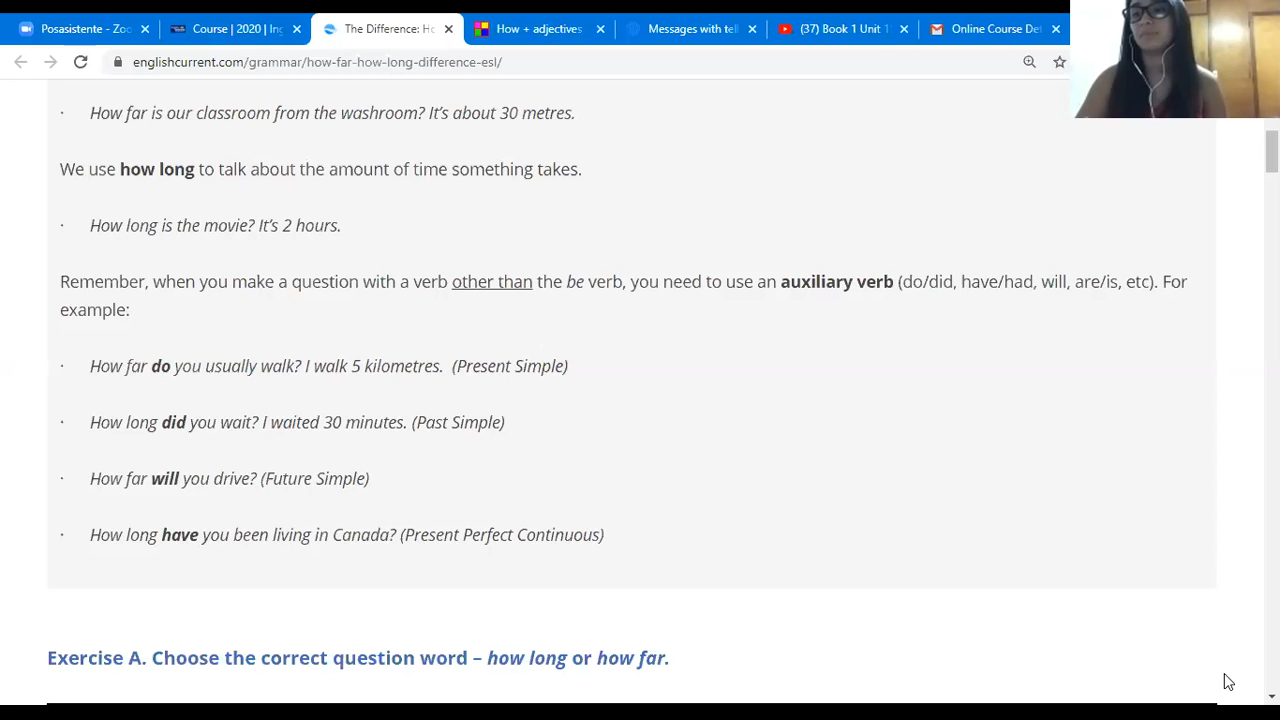 Posasistente - Zoo
Course | 2020 | Ing
The Difference: Ho
How + adjectives
Messages with tell
(37) Book 1 Unit 1
Online Course Det
englishcurrent.com/grammar/how-far-how-long-difference-esl/
· How far is our classroom from the washroom? It’s about 30 metres.
We use how long to talk about the amount of time something takes.
· How long is the movie? It’s 2 hours.
Remember, when you make a question with a verb other than the be verb, you need to use an auxiliary verb (do/did, have/had, will, are/is, etc). For
example:
· How far do you usually walk? I walk 5 kilometres. (Present Simple)
· How long did you wait? I waited 30 minutes. (Past Simple)
· How far will you drive? (Future Simple)
· How long have you been living in Canada? (Present Perfect Continuous)
Exercise A. Choose the correct question word – how long or how far.